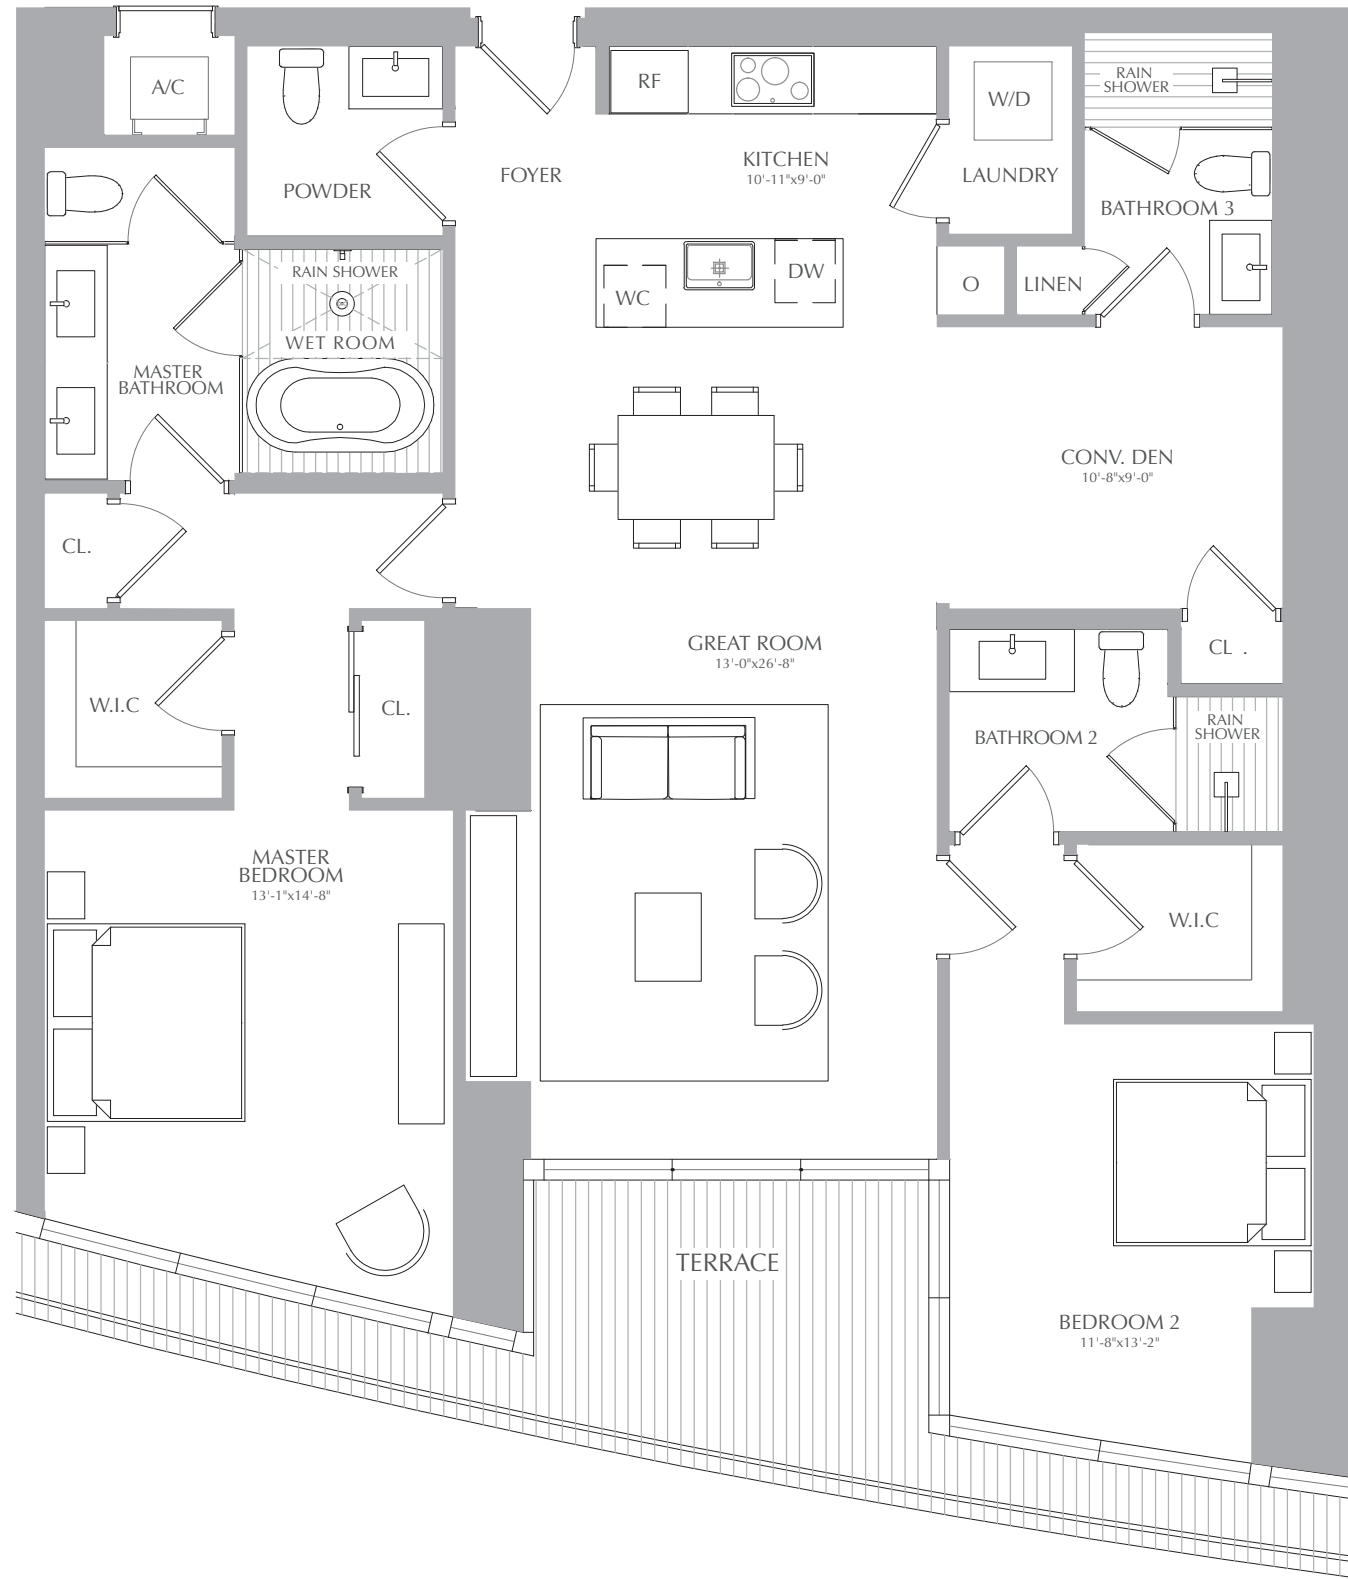 A/C
RF
W/D
RAIN
SHOWER
KITCHEN
10'-11"x9'-0"
FOYER
LAUNDRY
POWDER
BATHROOM 3
RAIN SHOWER
DW
WC
O
LINEN
WET ROOM
MASTER
BATHROOM
CONV. DEN
10'-8"x9'-0"
CL.
GREAT ROOM
13'-0"x26'-8"
CL .
W.I.C
CL.
RAIN
SHOWER
BATHROOM 2
MASTER
BEDROOM
13'-1"x14'-8"
W.I.C
TERRACE
BEDROOM 2
11'-8"x13'-2"